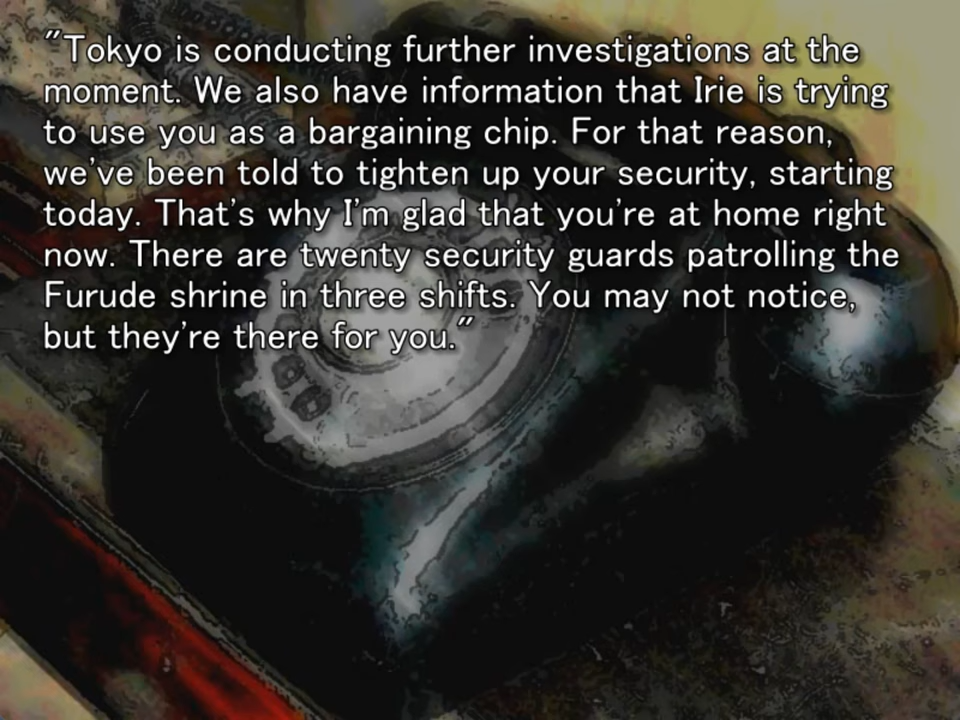 "Tokyo is conducting further investigations at the
moment. We also have information that Irie is trying
to use you as a bargaining chip. For that reason,
we've been told to tighten up your security, starting
today. That's why I'm glad that you're at home right
now. There are twenty security guards patrolling the
Furude shrine in three shifts. You may not notice,
but they're there for you."